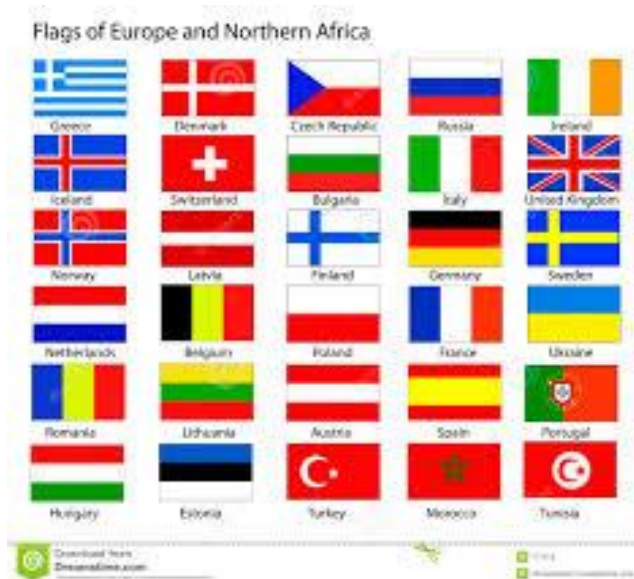 Flags of Europe and Northern Africa
Greece Denmark Czech Republic Russia Ireland
Iceland Switzerland Bulgaria Italy United Kingdom
Norway Latvia Finland Germany Sweden
Netherlands Belgium Poland France Ukraine
Romania Lithuania Austria Spain Portugal
Hungary Estonia Turkey Morocco Tunisia
Download from
Dreamstime.com